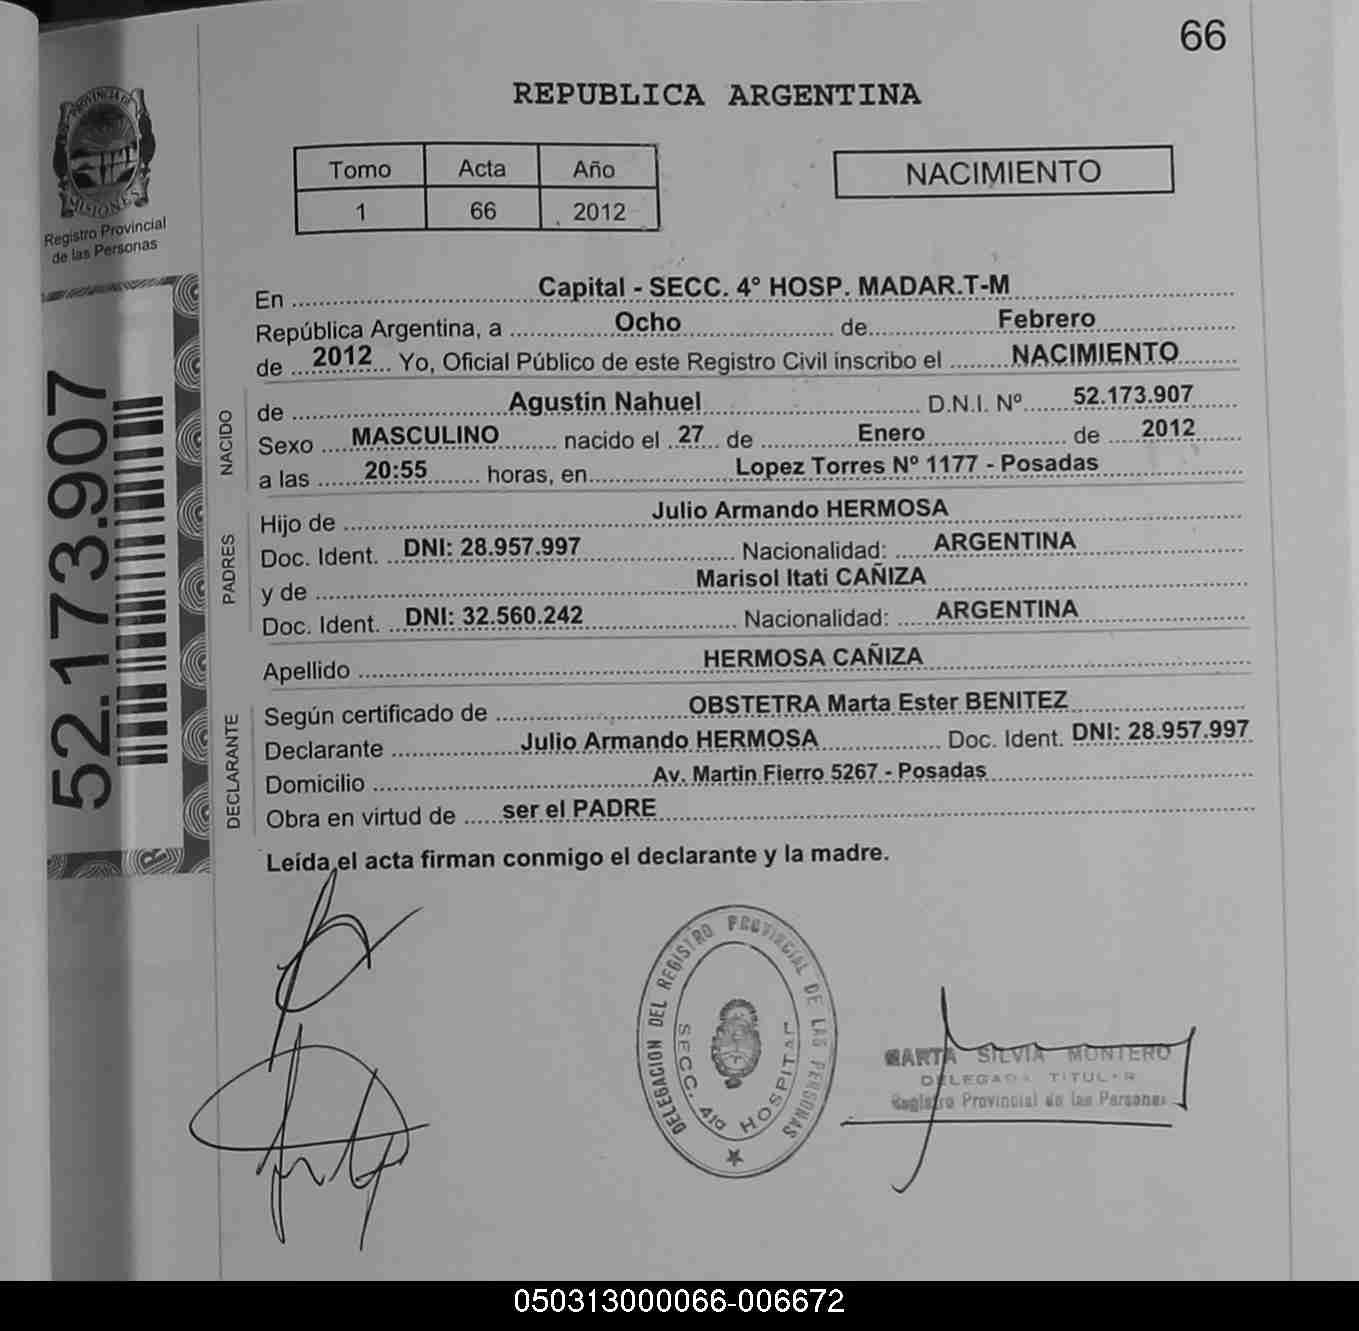 66
REPUBLICA ARGENTINA
PROVINCIA DE
MISIONES
Registro Provincial
de las Personas
Tomo Acta Año
1 66 2012
NACIMIENTO
En Capital - SECC. 4° HOSP. MADAR.T-M
República Argentina, a Ocho de Febrero
de 2012 Yo, Oficial Público de este Registro Civil inscribo el NACIMIENTO
NACIDO
de Agustín Nahuel D.N.I. Nº 52.173.907
Sexo MASCULINO nacido el 27 de Enero de 2012
a las 20:55 horas, en Lopez Torres Nº 1177 - Posadas
PADRES
Hijo de Julio Armando HERMOSA
Doc. Ident. DNI: 28.957.997 Nacionalidad: ARGENTINA
y de Marisol Itati CAÑIZA
Doc. Ident. DNI: 32.560.242 Nacionalidad: ARGENTINA
Apellido HERMOSA CAÑIZA
DECLARANTE
Según certificado de OBSTETRA Marta Ester BENITEZ
Declarante Julio Armando HERMOSA Doc. Ident. DNI: 28.957.997
Domicilio Av. Martin Fierro 5267 - Posadas
Obra en virtud de ser el PADRE
Leída el acta firman conmigo el declarante y la madre.
52.173.907
DELEGACION DEL REGISTRO PROVINCIAL DE LAS PERSONAS
SECC. 4ta HOSPITAL
MARTA SILVIA MONTERO
DELEGADA TITULAR
Registro Provincial de las Personas
050313000066-006672